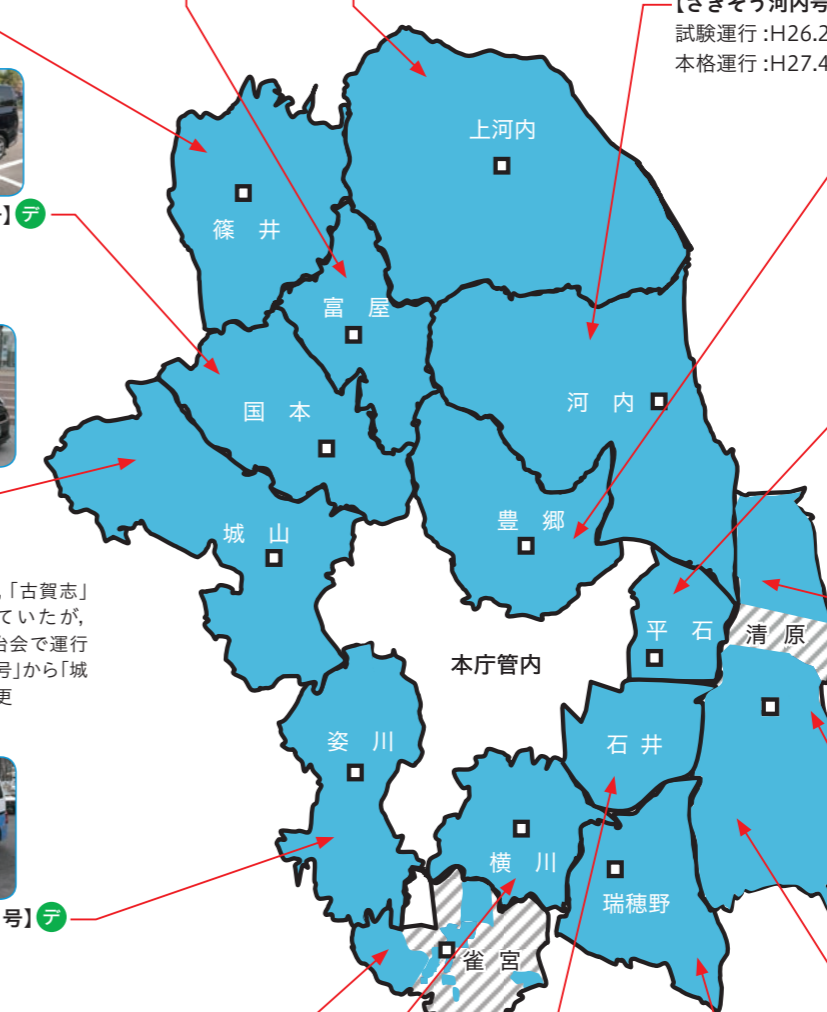 【さぎそう河内号
試験運行:H26.2
本格運行:H27.4
上河内
篠 井
】デ
富 屋
国 本
河 内
豊 郷
城 山
,「古賀志」
ていたが,
治会で運行
号」から「城
更
平 石
清 原
本庁管内
石 井
姿 川
横 川
瑞穂野
号】デ
雀 宮